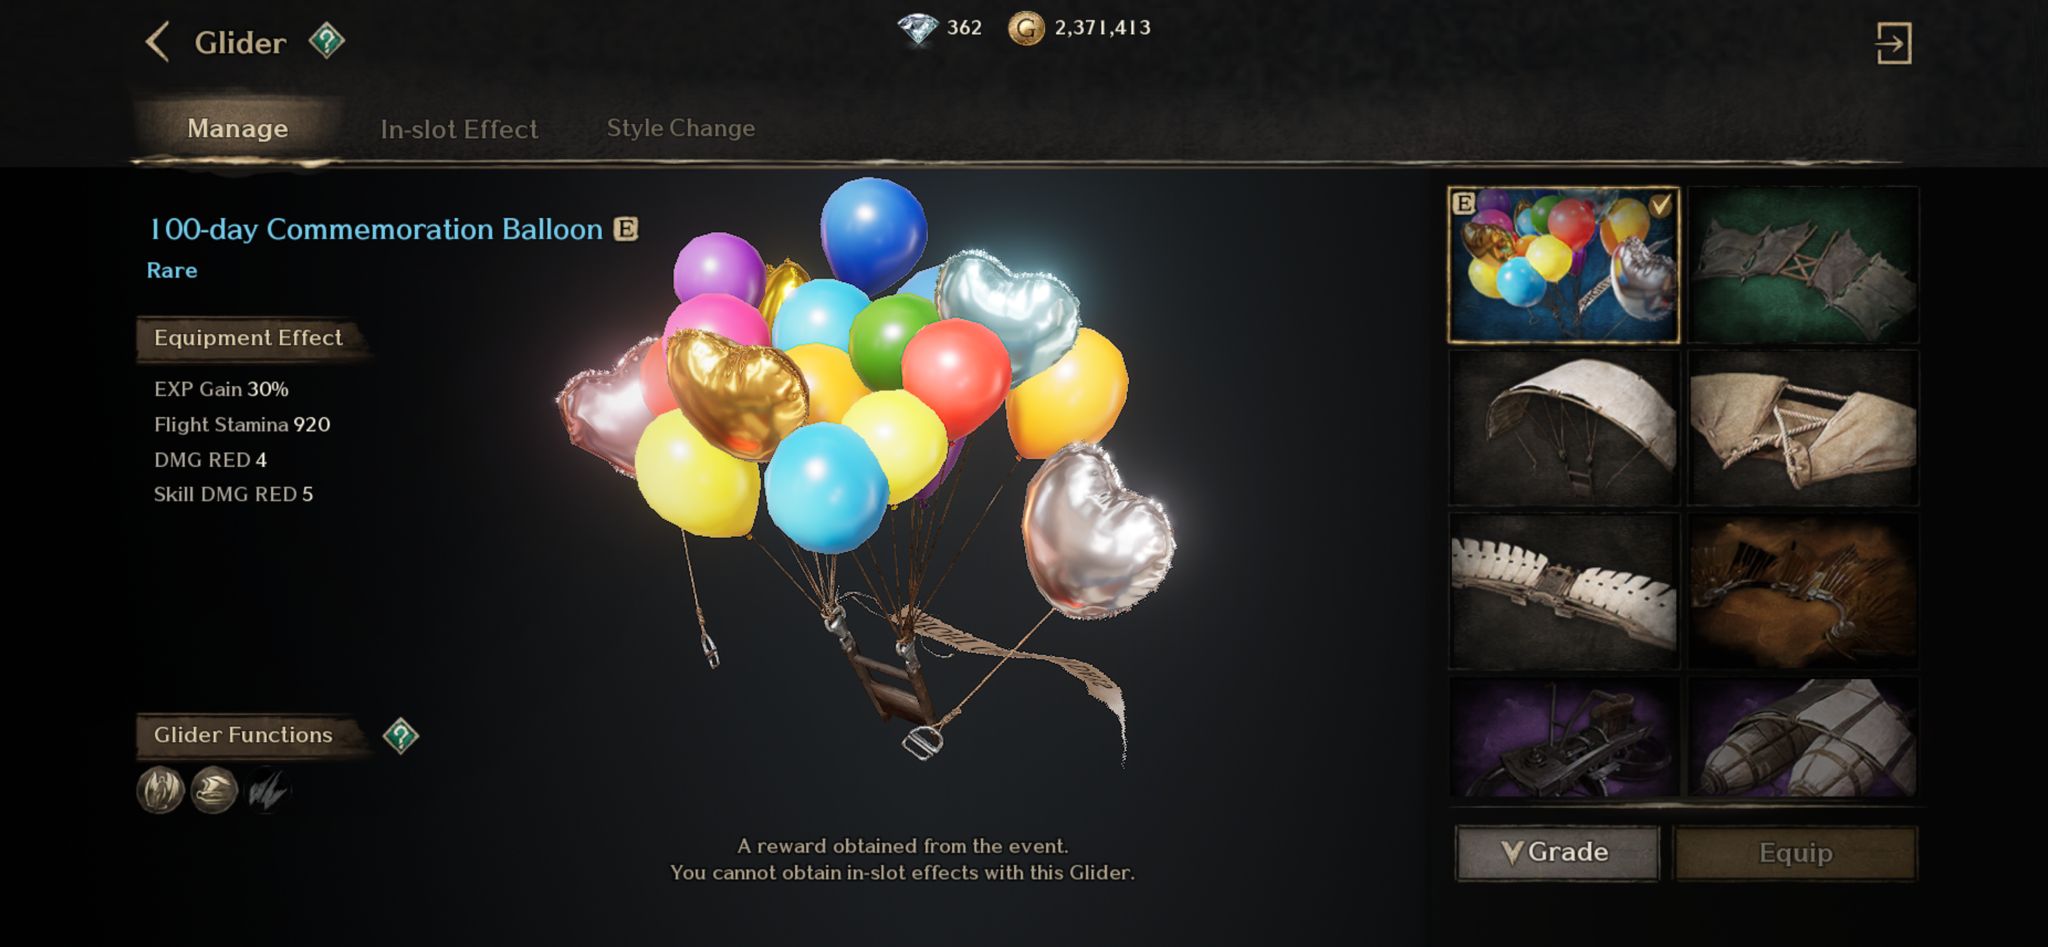 Glider
362
2,371,413
Manage
In-slot Effect
Style Change
100-day Commemoration Balloon E
Rare
Equipment Effect
EXP Gain 30%
Flight Stamina 920
DMG RED 4
Skill DMG RED 5
Glider Functions
A reward obtained from the event.
You cannot obtain in-slot effects with this Glider.
E
Grade
Equip